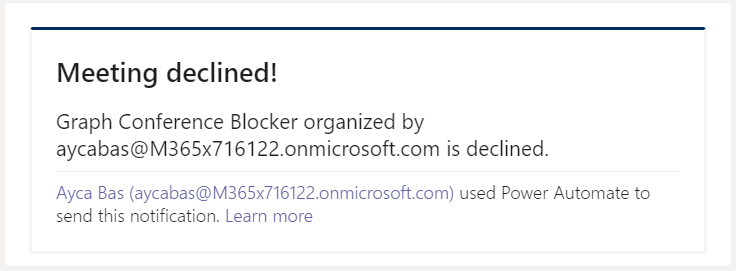 Meeting declined!
Graph Conference Blocker organized by
aycabas@M365x716122.onmicrosoft.com is declined.
Ayca Bas (aycabas@M365x716122.onmicrosoft.com) used Power Automate to
send this notification. Learn more